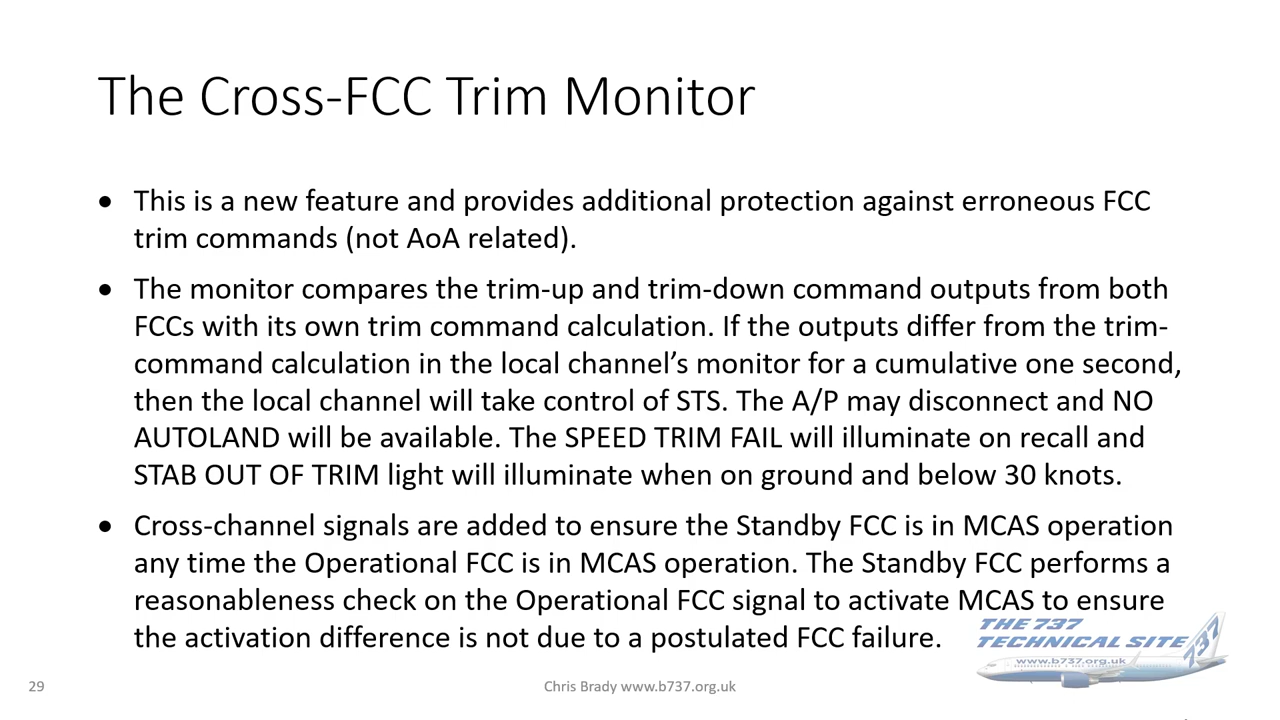 The Cross-FCC Trim Monitor
• This is a new feature and provides additional protection against erroneous FCC
trim commands (not AoA related).
• The monitor compares the trim-up and trim-down command outputs from both
FCCs with its own trim command calculation. If the outputs differ from the trim-
command calculation in the local channel’s monitor for a cumulative one second,
then the local channel will take control of STS. The A/P may disconnect and NO
AUTOLAND will be available. The SPEED TRIM FAIL will illuminate on recall and
STAB OUT OF TRIM light will illuminate when on ground and below 30 knots.
• Cross-channel signals are added to ensure the Standby FCC is in MCAS operation
any time the Operational FCC is in MCAS operation. The Standby FCC performs a
reasonableness check on the Operational FCC signal to activate MCAS to ensure
the activation difference is not due to a postulated FCC failure.
THE 737
TECHNICAL SITE
737
www.b737.org.uk
29
Chris Brady www.b737.org.uk